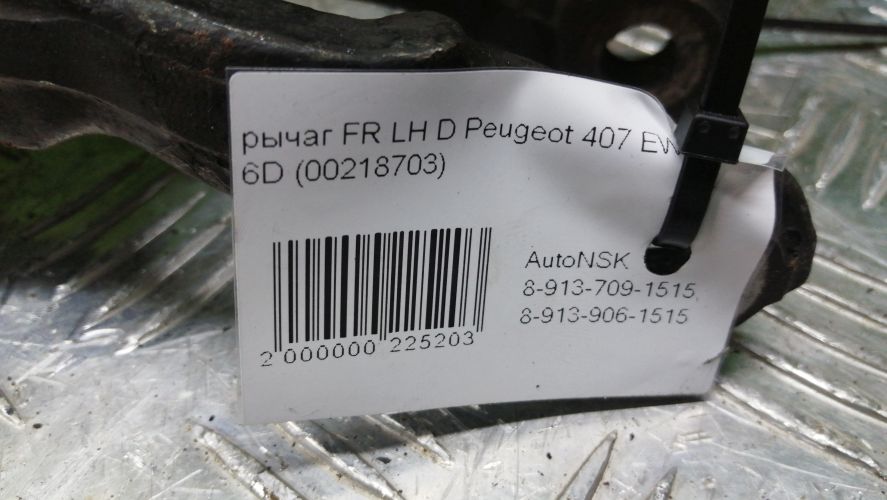 рычаг FR LH D Peugeot 407
6D (00218703)
AutoNSK
8-913-709-1515,
8-913-906-1515
2 000000 225203